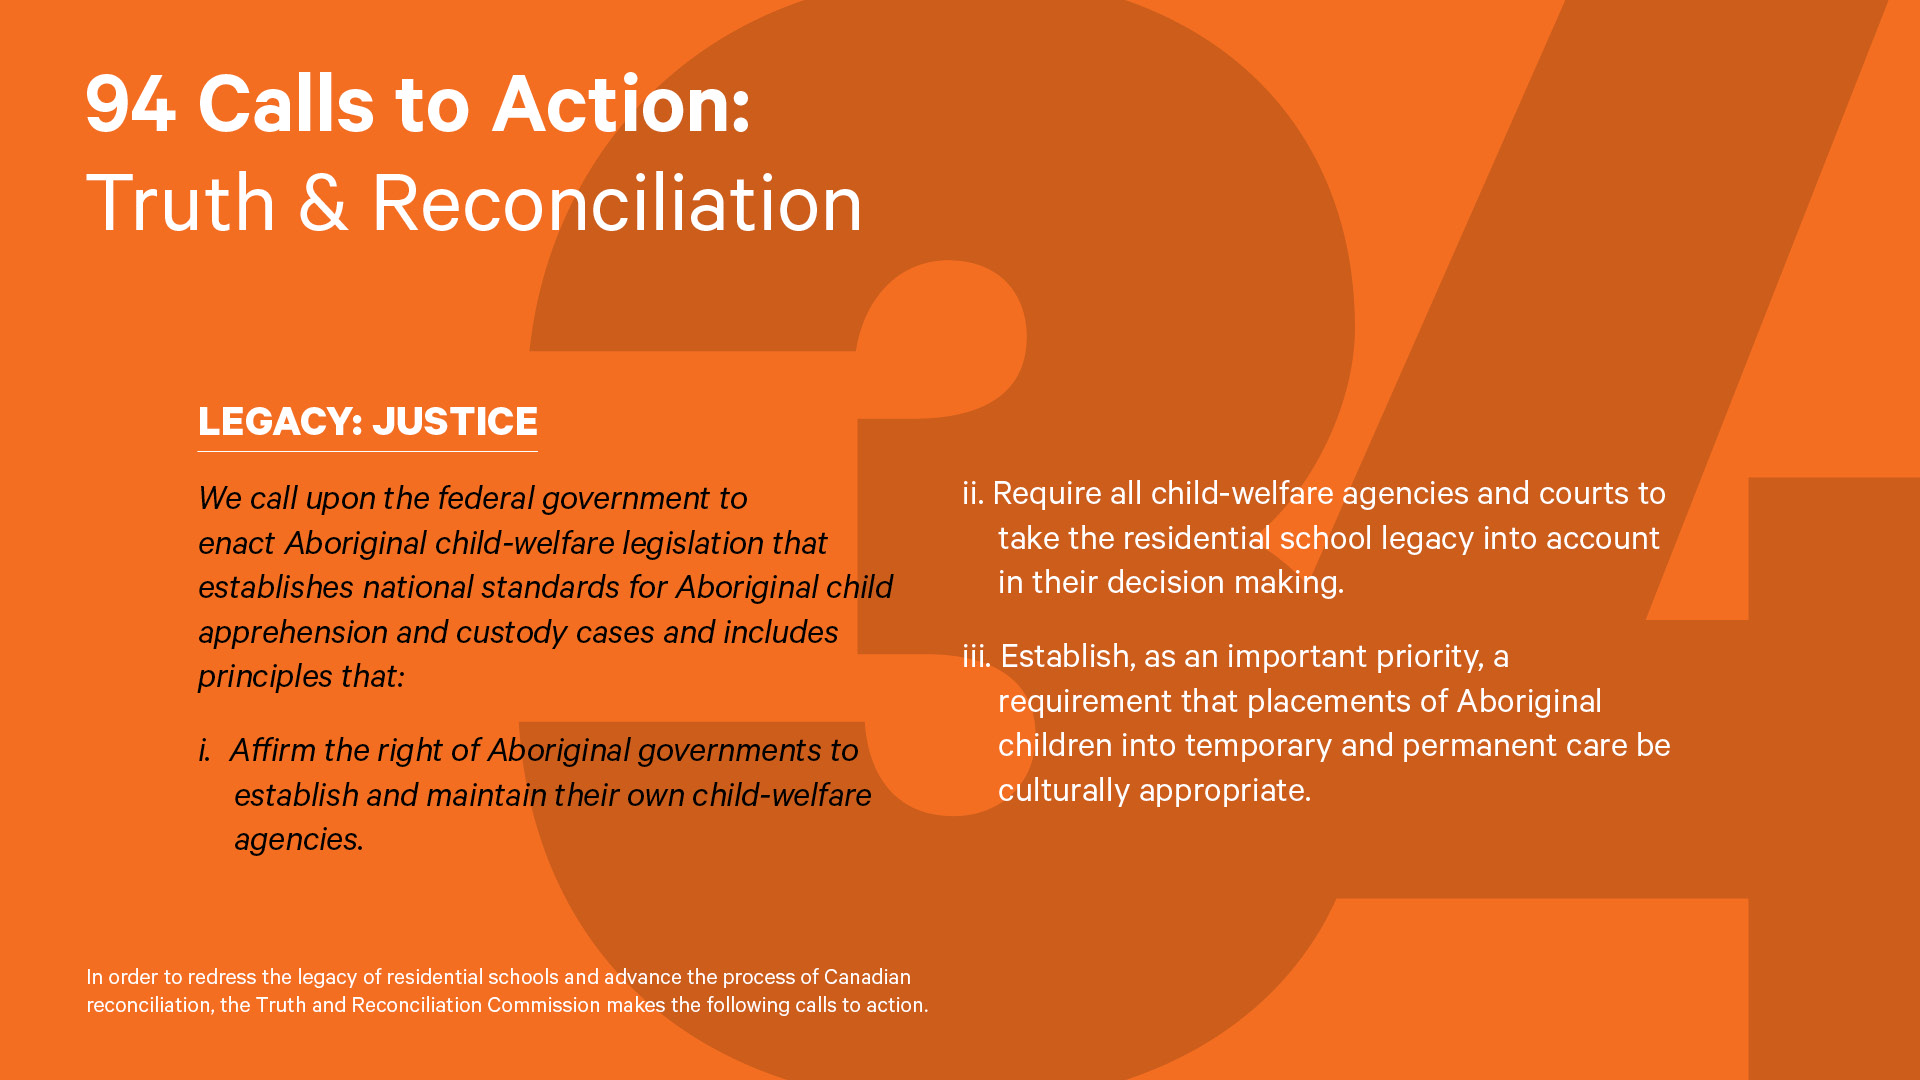 94 Calls to Action:
Truth & Reconciliation
34
LEGACY: JUSTICE
We call upon the federal government to
enact Aboriginal child-welfare legislation that
establishes national standards for Aboriginal child
apprehension and custody cases and includes
principles that:
i. Affirm the right of Aboriginal governments to
establish and maintain their own child-welfare
agencies.
ii. Require all child-welfare agencies and courts to
take the residential school legacy into account
in their decision making.
iii. Establish, as an important priority, a
requirement that placements of Aboriginal
children into temporary and permanent care be
culturally appropriate.
In order to redress the legacy of residential schools and advance the process of Canadian
reconciliation, the Truth and Reconciliation Commission makes the following calls to action.